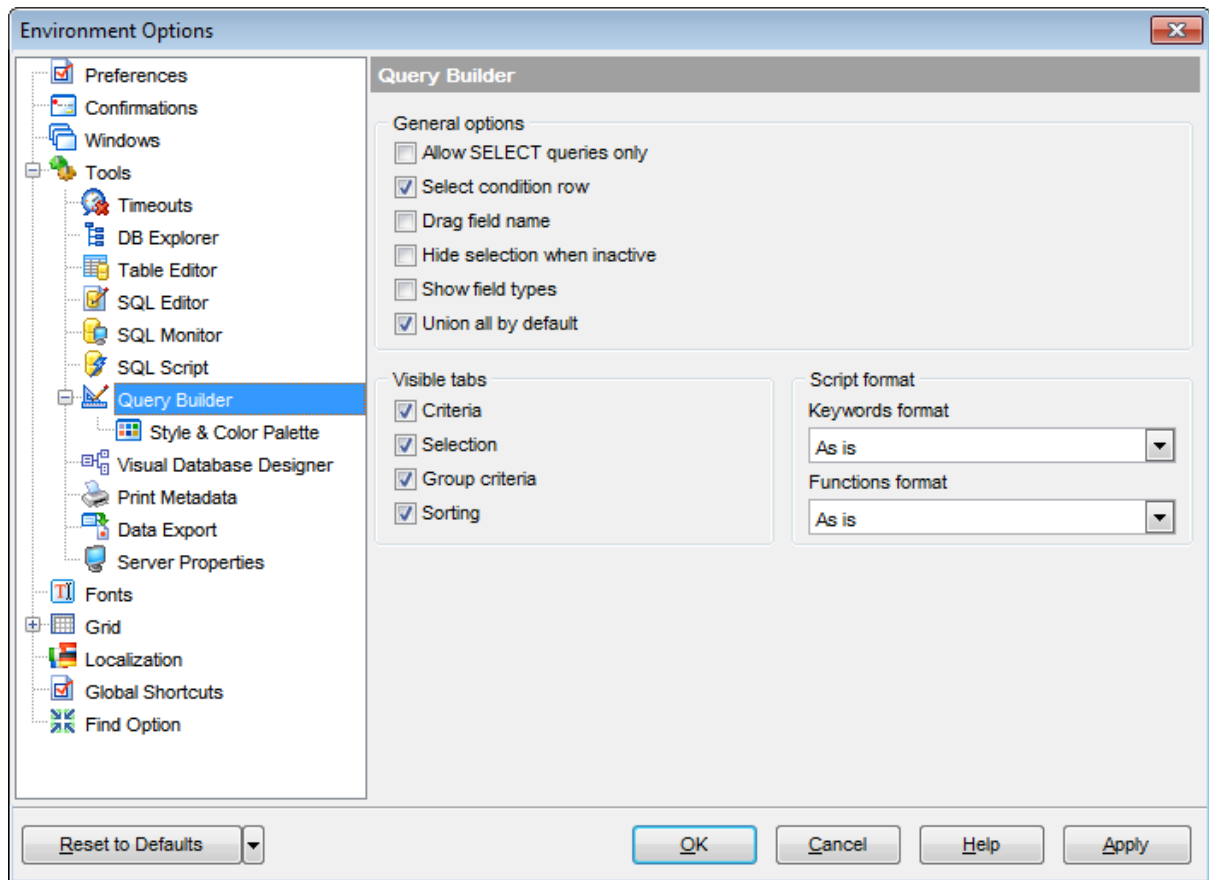 Environment Options
Preferences
Confirmations
Windows
Tools
Timeouts
DB Explorer
Table Editor
SQL Editor
SQL Monitor
SQL Script
Query Builder
Style & Color Palette
Visual Database Designer
Print Metadata
Data Export
Server Properties
Fonts
Grid
Localization
Global Shortcuts
Find Option
Query Builder
General options
Allow SELECT queries only
Select condition row
Drag field name
Hide selection when inactive
Show field types
Union all by default
Visible tabs
Criteria
Selection
Group criteria
Sorting
Script format
Keywords format
As is
Functions format
As is
Reset to Defaults
OK
Cancel
Help
Apply